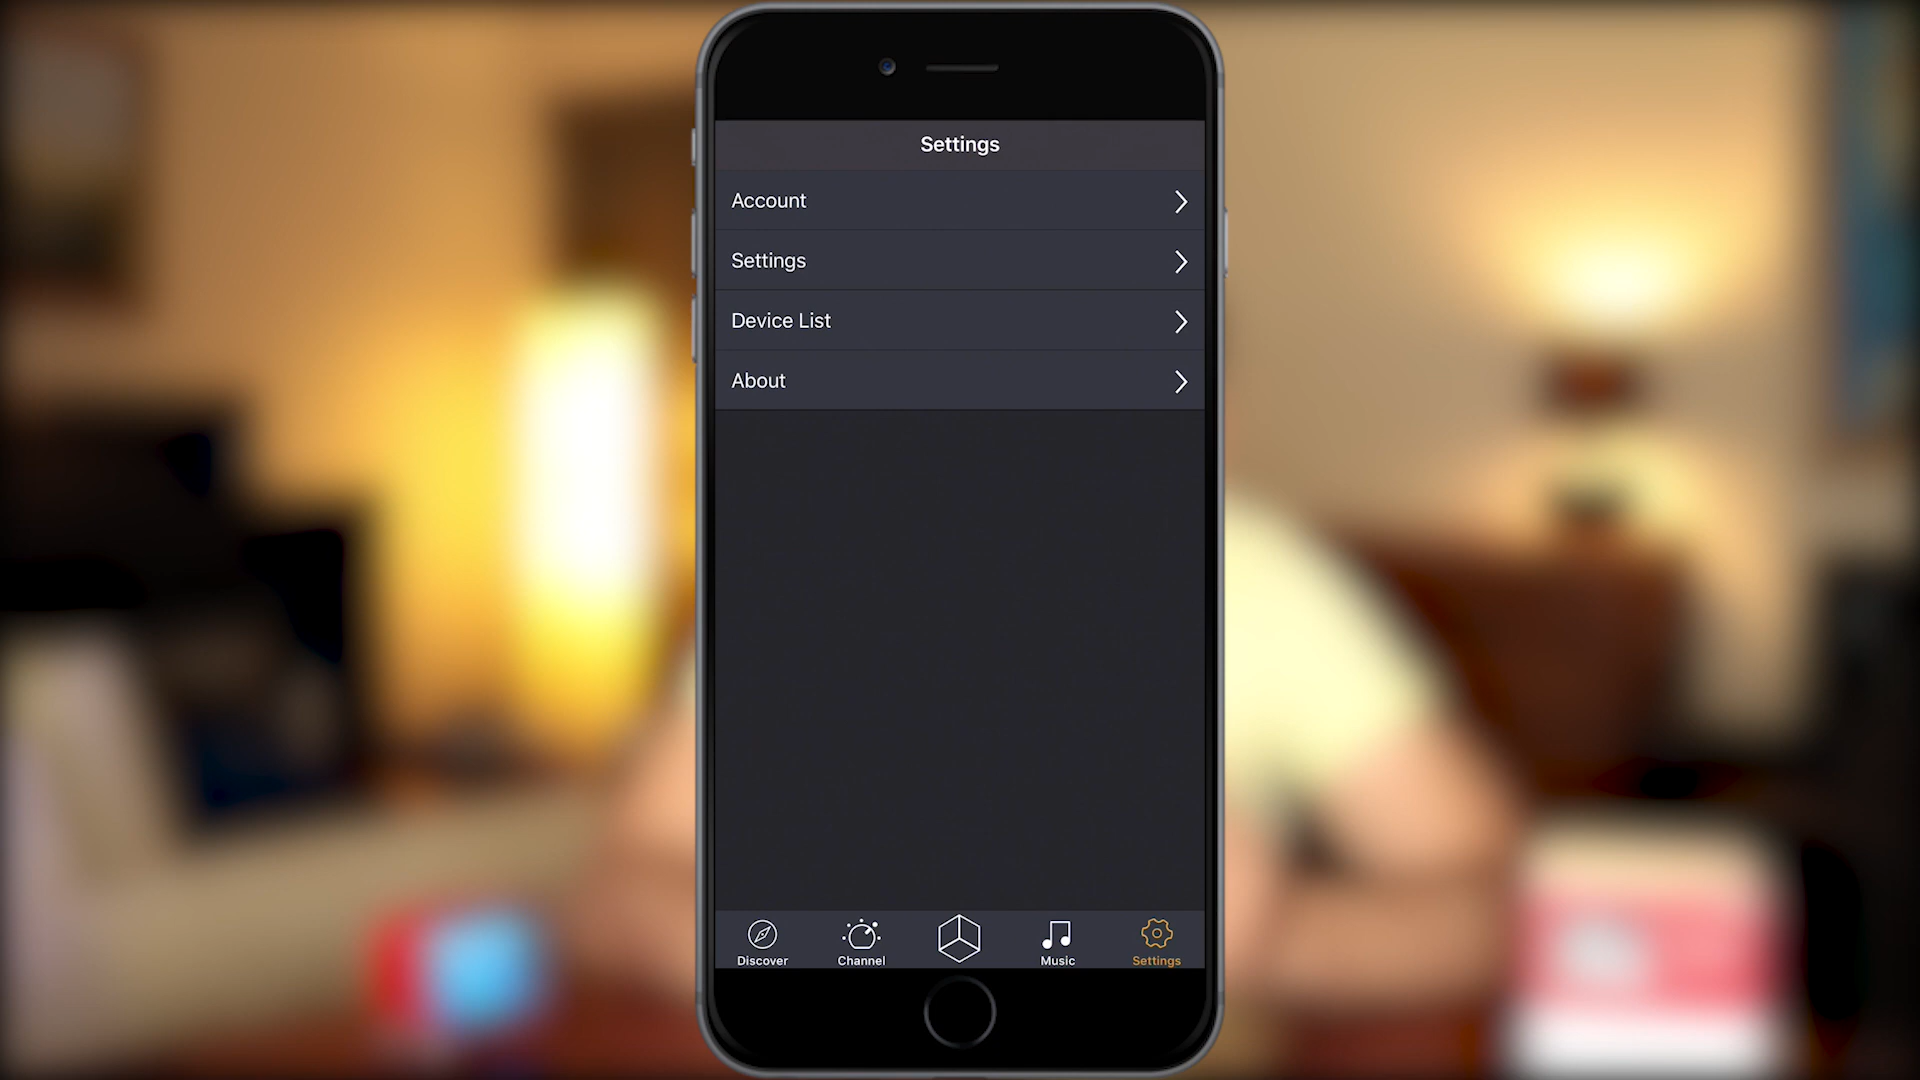 Settings
Account
Settings
Device List
About
Discover
Channel
Music
Settings